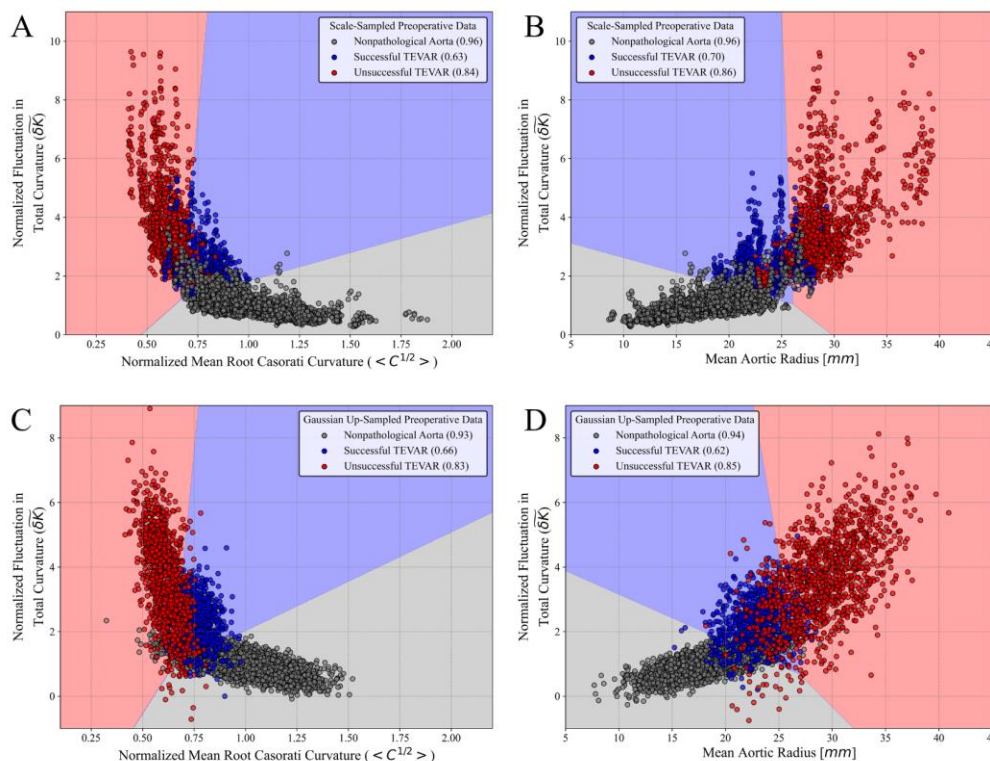 A
Scale-Sampled Preoperative Data
Nonpathological Aorta (0.96)
Successful TEVAR (0.63)
Unsuccessful TEVAR (0.84)
Normalized Fluctuation in
Total Curvature (δK̃)
10
8
6
4
2
0
0.25 0.50 0.75 1.00 1.25 1.50 1.75 2.00
Normalized Mean Root Casorati Curvature (<C^{1/2}>)
B
Scale-Sampled Preoperative Data
Nonpathological Aorta (0.96)
Successful TEVAR (0.70)
Unsuccessful TEVAR (0.86)
Normalized Fluctuation in
Total Curvature (δK̃)
10
8
6
4
2
0
5 10 15 20 25 30 35 40 45
Mean Aortic Radius [mm]
C
Gaussian Up-Sampled Preoperative Data
Nonpathological Aorta (0.93)
Successful TEVAR (0.66)
Unsuccessful TEVAR (0.83)
Normalized Fluctuation in
Total Curvature (δK̃)
8
6
4
2
0
0.25 0.50 0.75 1.00 1.25 1.50 1.75 2.00
Normalized Mean Root Casorati Curvature (<C^{1/2}>)
D
Gaussian Up-Sampled Preoperative Data
Nonpathological Aorta (0.94)
Successful TEVAR (0.62)
Unsuccessful TEVAR (0.85)
Normalized Fluctuation in
Total Curvature (δK̃)
8
6
4
2
0
5 10 15 20 25 30 35 40 45
Mean Aortic Radius [mm]